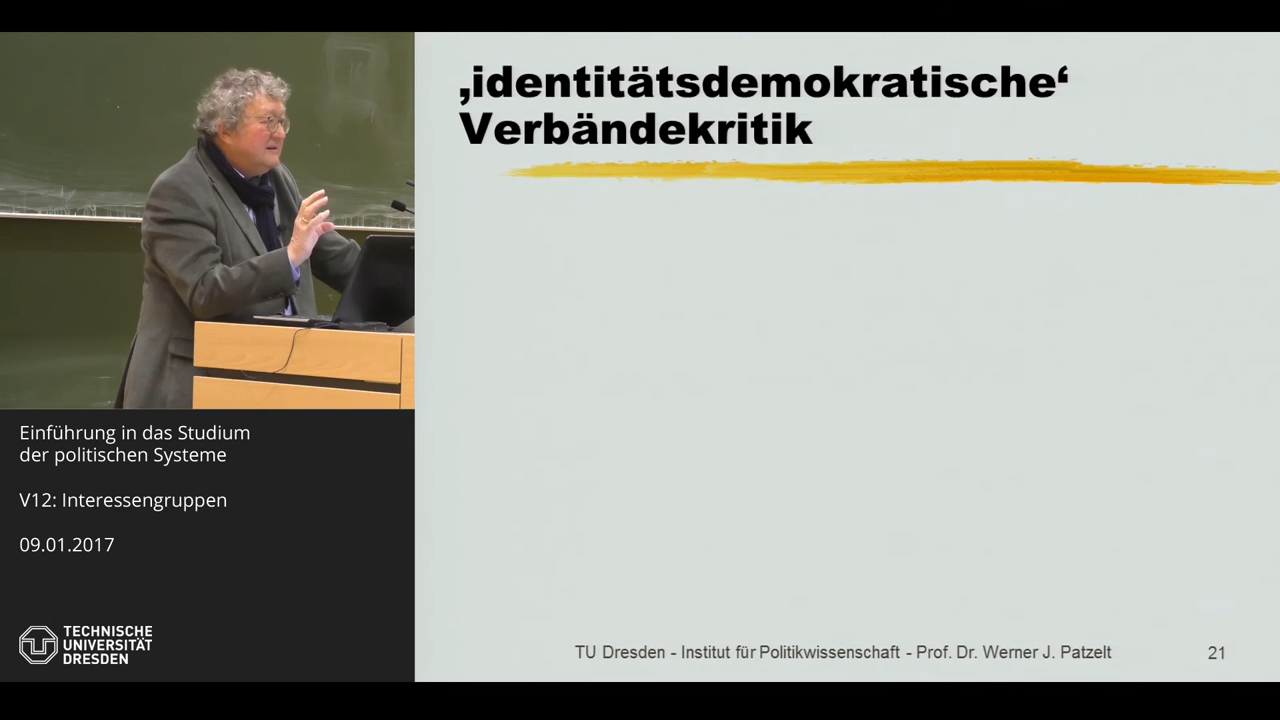 ‚identitätsdemokratische‘
Verbändekritik
Einführung in das Studium
der politischen Systeme
V12: Interessengruppen
09.01.2017
TECHNISCHE
UNIVERSITÄT
DRESDEN
TU Dresden - Institut für Politikwissenschaft - Prof. Dr. Werner J. Patzelt
21